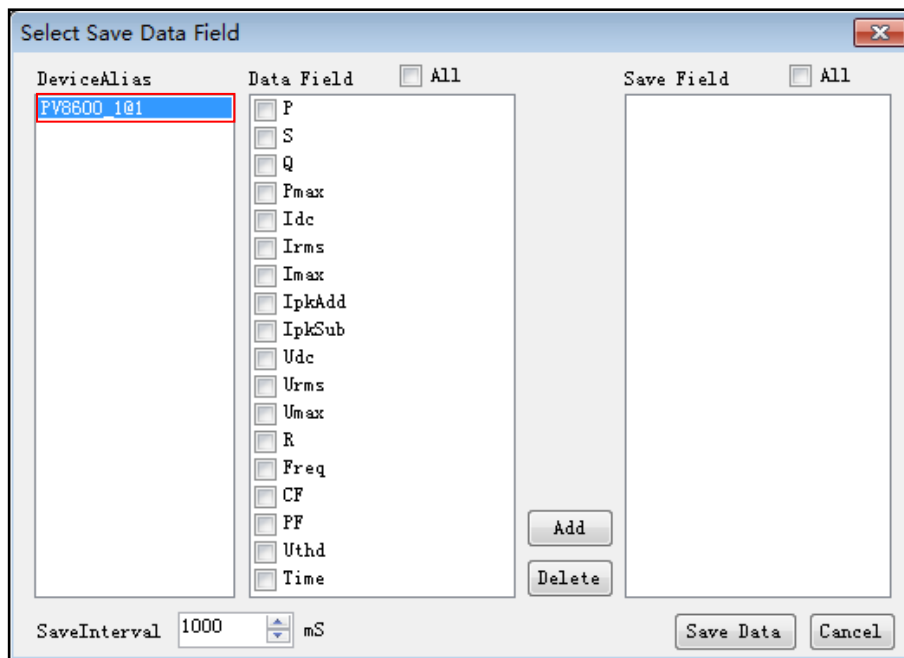 Select Save Data Field
DeviceAlias
PV8600_1@1
Data Field
All
P
S
Q
Pmax
Idc
Irms
Imax
IpkAdd
IpkSub
Udc
Urms
Umax
R
Freq
CF
PF
Uthd
Time
Add
Delete
Save Field
All
SaveInterval 1000 mS
Save Data
Cancel